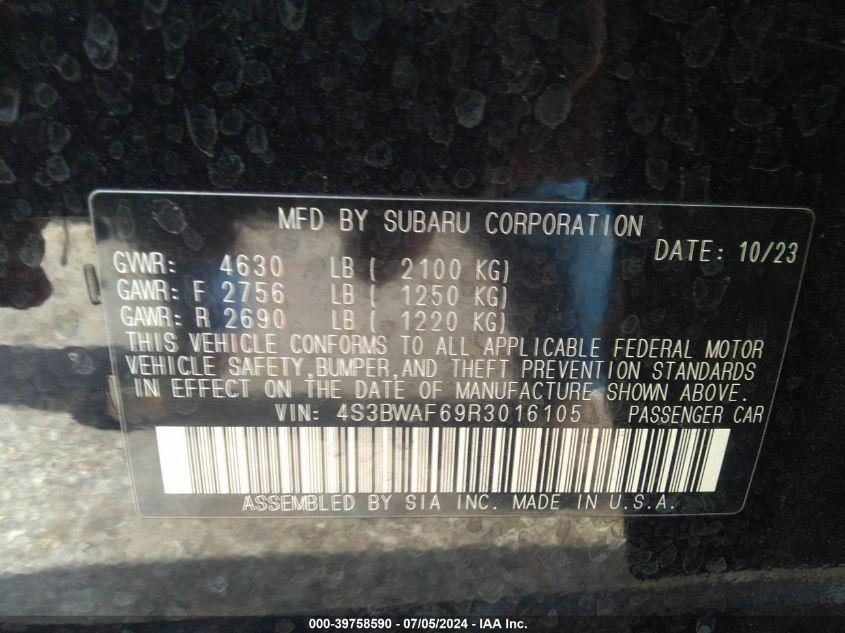 MFD BY SUBARU CORPORATION
DATE: 10/23
GVWR: 4630 LB ( 2100 KG)
GAWR: F 2756 LB ( 1250 KG)
GAWR: R 2690 LB ( 1220 KG)
THIS VEHICLE CONFORMS TO ALL APPLICABLE FEDERAL MOTOR
VEHICLE SAFETY,BUMPER,AND THEFT PREVENTION STANDARDS
IN EFFECT ON THE DATE OF MANUFACTURE SHOWN ABOVE.
VIN: 4S3BWAF69R3016105 PASSENGER CAR
ASSEMBLED BY SIA INC. MADE IN U.S.A.
000-39758590 - 07/05/2024 - IAA Inc.